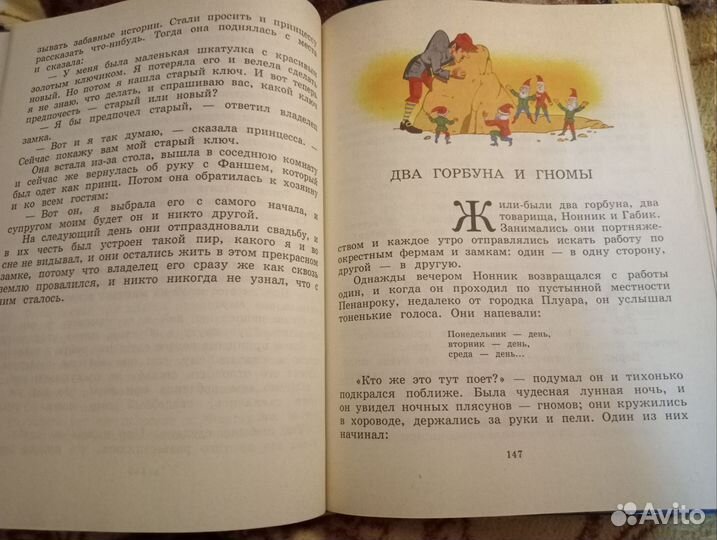 зывать забавные истории. Стали просить и принцессу
рассказать что-нибудь. Тогда она поднялась с места
и сказала:
— У меня была маленькая шкатулка с красивым
золотым ключиком. Я потеряла его и велела сделать
новый. Но потом я нашла старый ключ. И вот теперь
я не знаю, что делать, и спрашиваю вас, какой ключ
предпочесть — старый или новый?
— Я бы предпочел старый, — ответил владелец
замка.
— Вот и я так думаю, — сказала принцесса. —
Сейчас покажу вам мой старый ключ.
Она встала из-за стола, вышла в соседнюю комнату
и сейчас же вернулась об руку с Фаншем, который
был одет как принц. Потом она обратилась к хозяину
и ко всем гостям:
— Вот он, я выбрала его с самого начала, и
супругом моим будет он и никто другой.
На следующий день они отпраздновали свадьбу, и
в их честь был устроен такой пир, какого я и во
сне не видывал, и они остались жить в этом прекрасном
замке, потому что владелец его сразу же как сквозь
землю провалился, и никто никогда не узнал, что с
ним сталось.
ДВА ГОРБУНА И ГНОМЫ
Жили-были два горбуна, два
товарища, Нонник и Габик.
Занимались они портняже-
ством и каждое утро отправлялись искать работу по
окрестным фермам и замкам: один — в одну сторону,
другой — в другую.
Однажды вечером Нонник возвращался с работы
один, и когда он проходил по пустынной местности
Пенанроку, недалеко от городка Плуара, он услышал
тоненькие голоса. Они напевали:
Понедельник — день,
вторник — день,
среда — день...
«Кто же это тут поет?» — подумал он и тихонько
подкрался поближе. Была чудесная лунная ночь, и
он увидел ночных плясунов — гномов; они кружились
в хороводе, держались за руки и пели. Один из них
начинал:
147
Avito